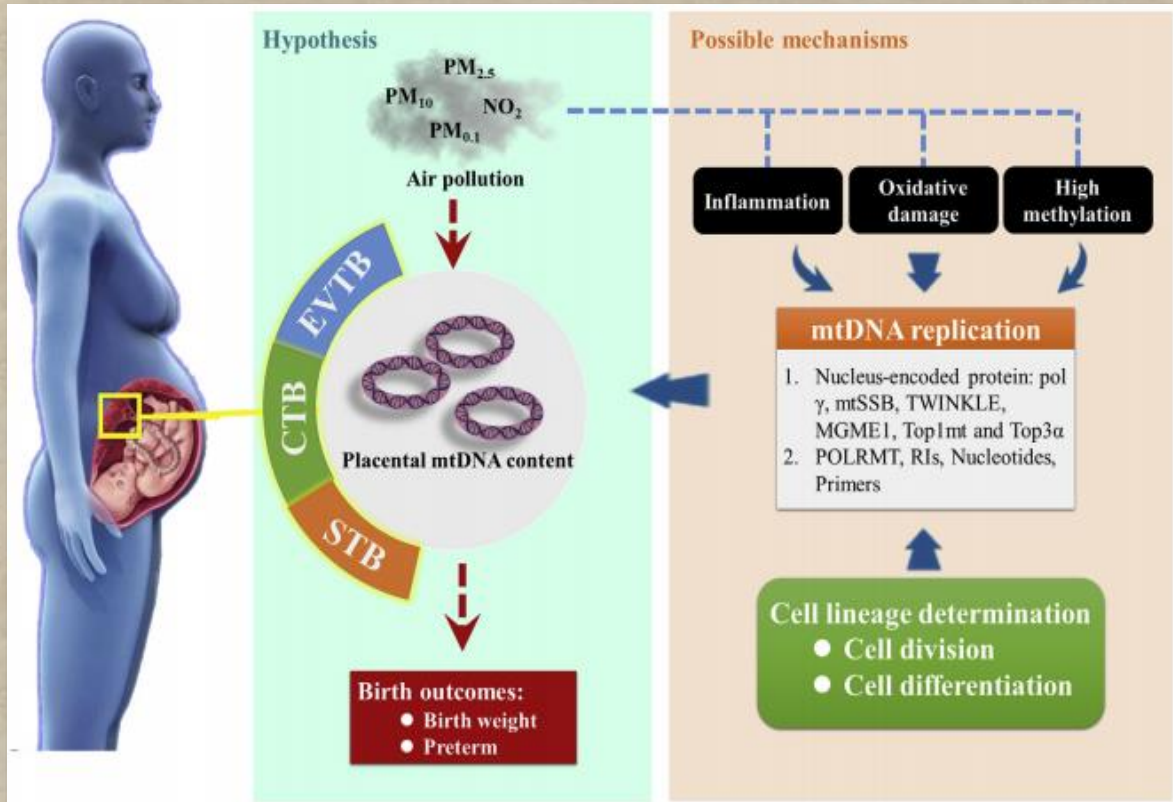 Hypothesis
PM2.5
PM10
NO2
PM0.1
Air pollution
EVTB
CTB
STB
Placental mtDNA content
Birth outcomes:
● Birth weight
● Preterm
Possible mechanisms
Inflammation
Oxidative
damage
High
methylation
mtDNA replication
1. Nucleus-encoded protein: pol
γ, mtSSB, TWINKLE,
MGME1, Top1mt and Top3α
2. POLRMT, RIs, Nucleotides,
Primers
Cell lineage determination
● Cell division
● Cell differentiation